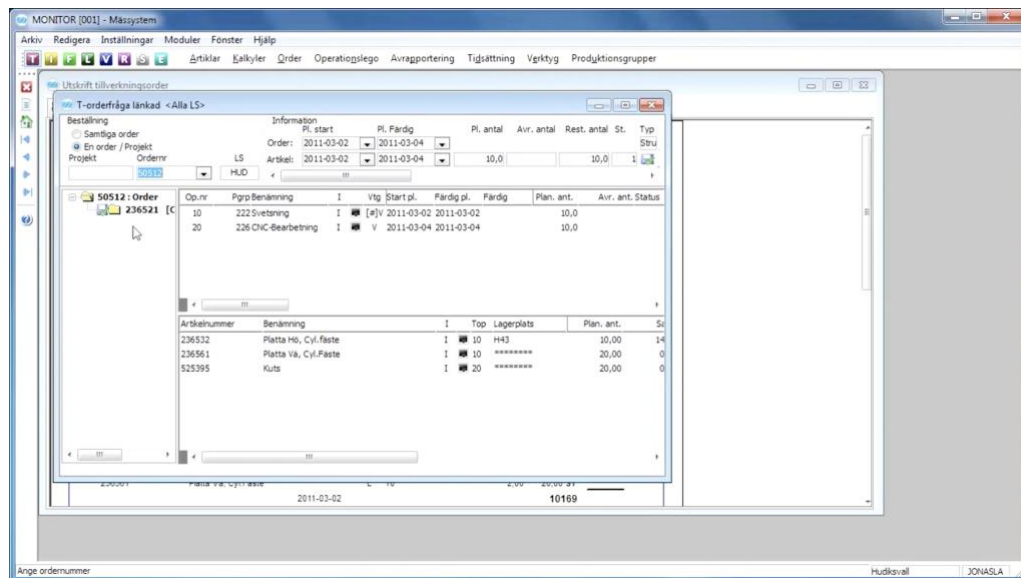 MONITOR [001] - Mässystem
Arkiv Redigera Inställningar Moduler Fönster Hjälp
T I F L V R S E Artiklar Kalkyler Order Operationslego Avrapportering Tidsättning Verktyg Produktionsgrupper
Utskrift tillverkningsorder
T-orderfråga länkad <Alla LS>
Beställning Information
Samtliga order Pl. start Pl. Färdig Pl. antal Avr. antal Rest. antal St. Typ
En order / Projekt Order: 2011-03-02 2011-03-04 Stru
Projekt Ordernr LS Artikel: 2011-03-02 2011-03-04 10,0 10,0 1
50512 HUD
50512 : Order Op.nr Pgrp Benämning I Vtg Start pl. Färdig pl. Färdig Plan. ant. Avr. ant. Status
236521 [C 10 222 Svetsning I [#]V 2011-03-02 2011-03-02 10,0
20 226 CNC-Bearbetning I V 2011-03-04 2011-03-04 10,0
Artikelnummer Benämning I Top Lagerplats Plan. ant. Sa
236532 Platta Hö, Cyl.fäste I 10 H43 10,00 14
236561 Platta Vä, Cyl.Fäste I 10 ******** 20,00 0
525395 Kuts I 20 ******** 20,00 0
2011-03-02 10169
Ange ordernummer Hudiksvall JONASLA